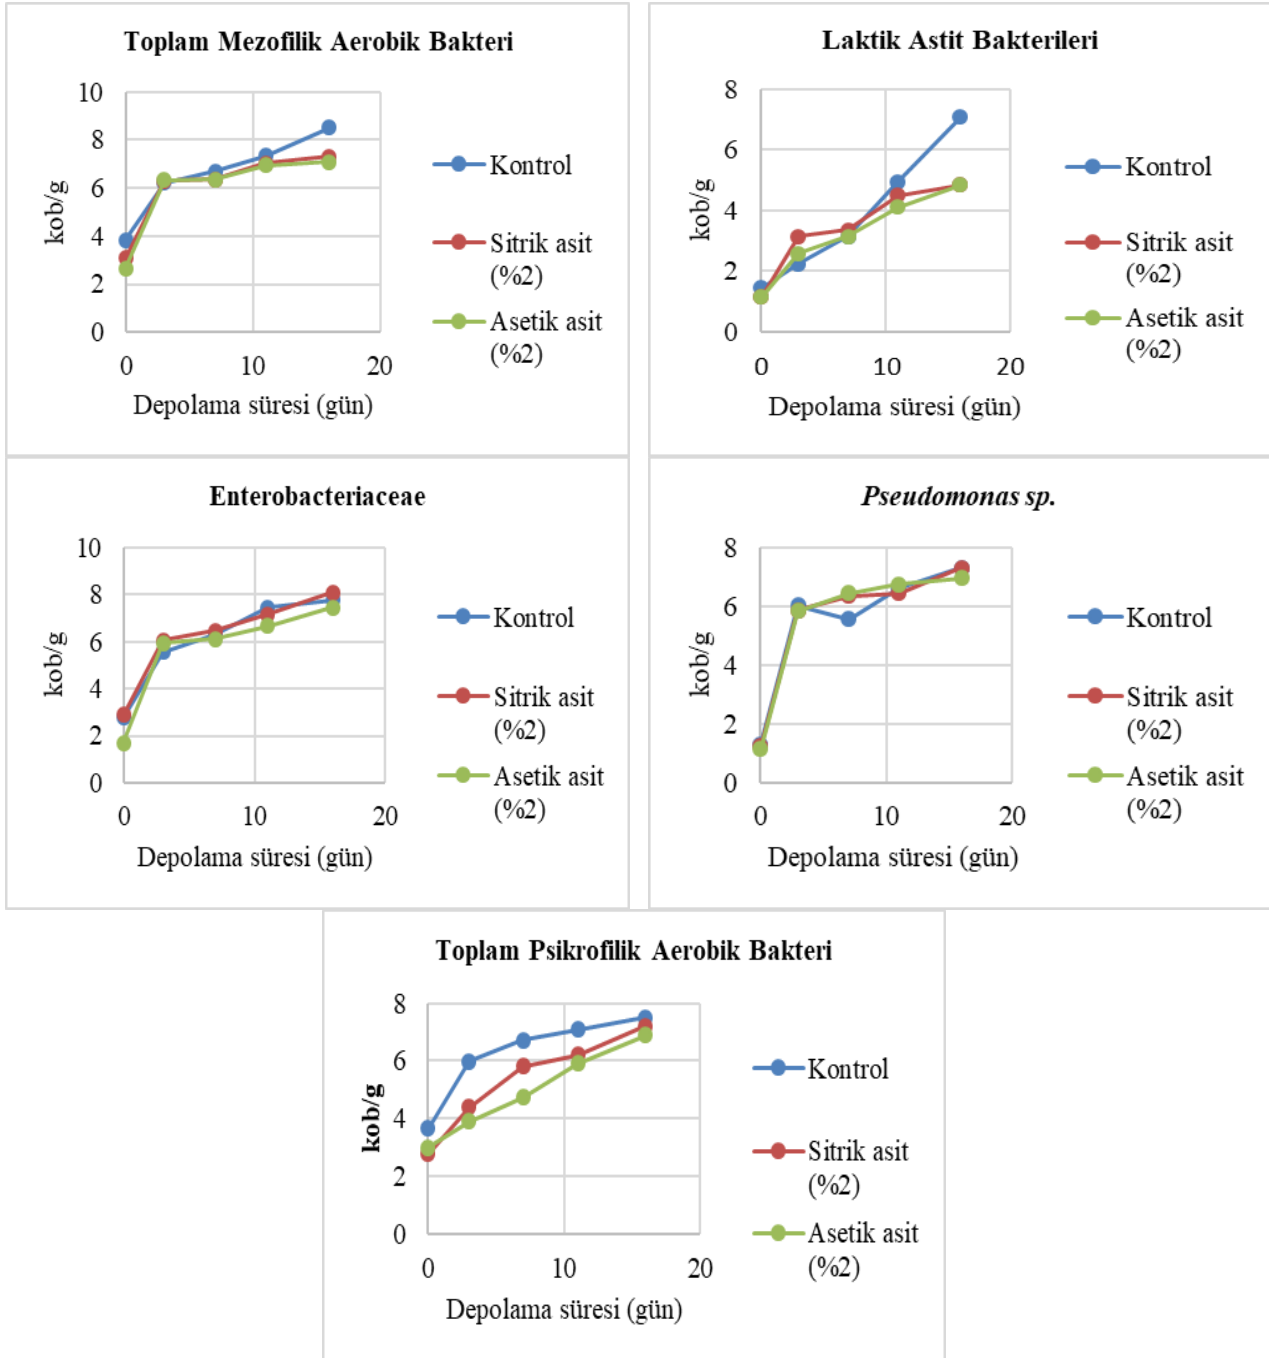 Toplam Mezofilik Aerobik Bakteri
10
8
6
4
2
0
kob/g
0 10 20
Depolama süresi (gün)
Kontrol
Sitrik asit
(%2)
Asetik asit
(%2)
Laktik Astit Bakterileri
8
6
4
2
0
kob/g
0 10 20
Depolama süresi (gün)
Kontrol
Sitrik asit
(%2)
Asetik asit
(%2)
Enterobacteriaceae
10
8
6
4
2
0
kob/g
0 10 20
Depolama süresi (gün)
Kontrol
Sitrik asit
(%2)
Asetik asit
(%2)
Pseudomonas sp.
8
6
4
2
0
kob/g
0 10 20
Depolama süresi (gün)
Kontrol
Sitrik asit
(%2)
Asetik asit
(%2)
Toplam Psikrofilik Aerobik Bakteri
8
6
4
2
0
kob/g
0 10 20
Depolama süresi (gün)
Kontrol
Sitrik asit
(%2)
Asetik asit
(%2)